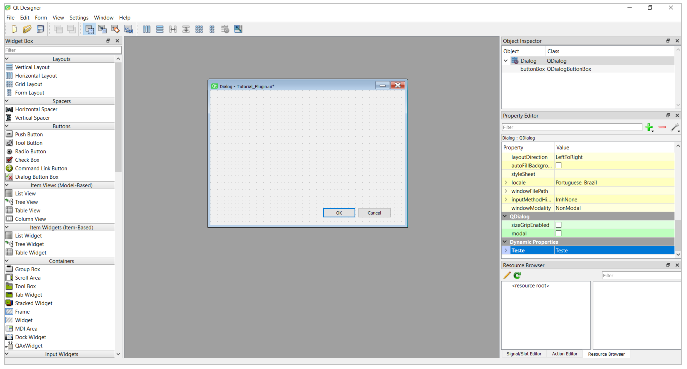 Qt Designer
File Edit Form View Settings Window Help
Widget Box
Filter
Layouts
Vertical Layout
Horizontal Layout
Grid Layout
Form Layout
Spacers
Horizontal Spacer
Vertical Spacer
Buttons
Push Button
Tool Button
Radio Button
Check Box
Command Link Button
Dialog Button Box
Item Views (Model-Based)
List View
Tree View
Table View
Column View
Item Widgets (Item-Based)
List Widget
Tree Widget
Table Widget
Containers
Group Box
Scroll Area
Tool Box
Tab Widget
Stacked Widget
Frame
Widget
MDI Area
Dock Widget
QAxWidget
Input Widgets
Dialog - Tutorial_Plugin.ui*
OK Cancel
Object Inspector
Object Class
Dialog QDialog
buttonBox QDialogButtonBox
Property Editor
Filter
Dialog : QDialog
Property Value
layoutDirection LeftToRight
autoFillBackgro...
styleSheet
locale Portuguese, Brazil
windowFilePath
inputMethodHi... ImhNone
windowModality NonModal
QDialog
sizeGripEnabled
modal
Dynamic Properties
Teste Teste
Resource Browser
Filter
<resource root>
Signal/Slot Editor Action Editor Resource Browser